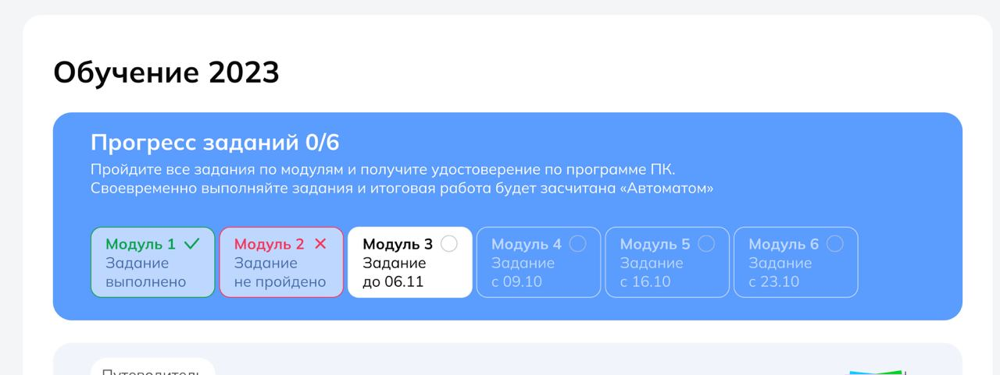 Обучение 2023
Прогресс заданий 0/6
Пройдите все задания по модулям и получите удостоверение по программе ПК.
Своевременно выполняйте задания и итоговая работа будет засчитана «Автоматом»
Модуль 1
Задание
выполнено
Модуль 2
Задание
не пройдено
Модуль 3
Задание
до 06.11
Модуль 4
Задание
с 09.10
Модуль 5
Задание
с 16.10
Модуль 6
Задание
с 23.10
Путеводитель